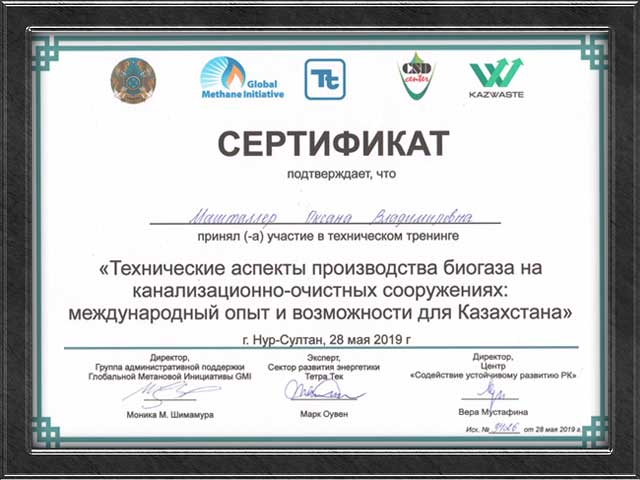 Global
Methane Initiative
Tt
CSD
center
KAZWASTE
СЕРТИФИКАТ
подтверждает, что
Машталлер Оксана Владимировна
принял (-а) участие в техническом тренинге
«Технические аспекты производства биогаза на
канализационно-очистных сооружениях:
международный опыт и возможности для Казахстана»
г. Нур-Султан, 28 мая 2019 г
Директор,
Группа административной поддержки
Глобальной Метановой Инициативы GMI
Моника М. Шимамура
Эксперт,
Сектор развития энергетики
Тетра Тек
Марк Оувен
Директор,
Центр
«Содействие устойчивому развитию РК»
Вера Мустафина
Исх. № от 28 мая 2019 г.